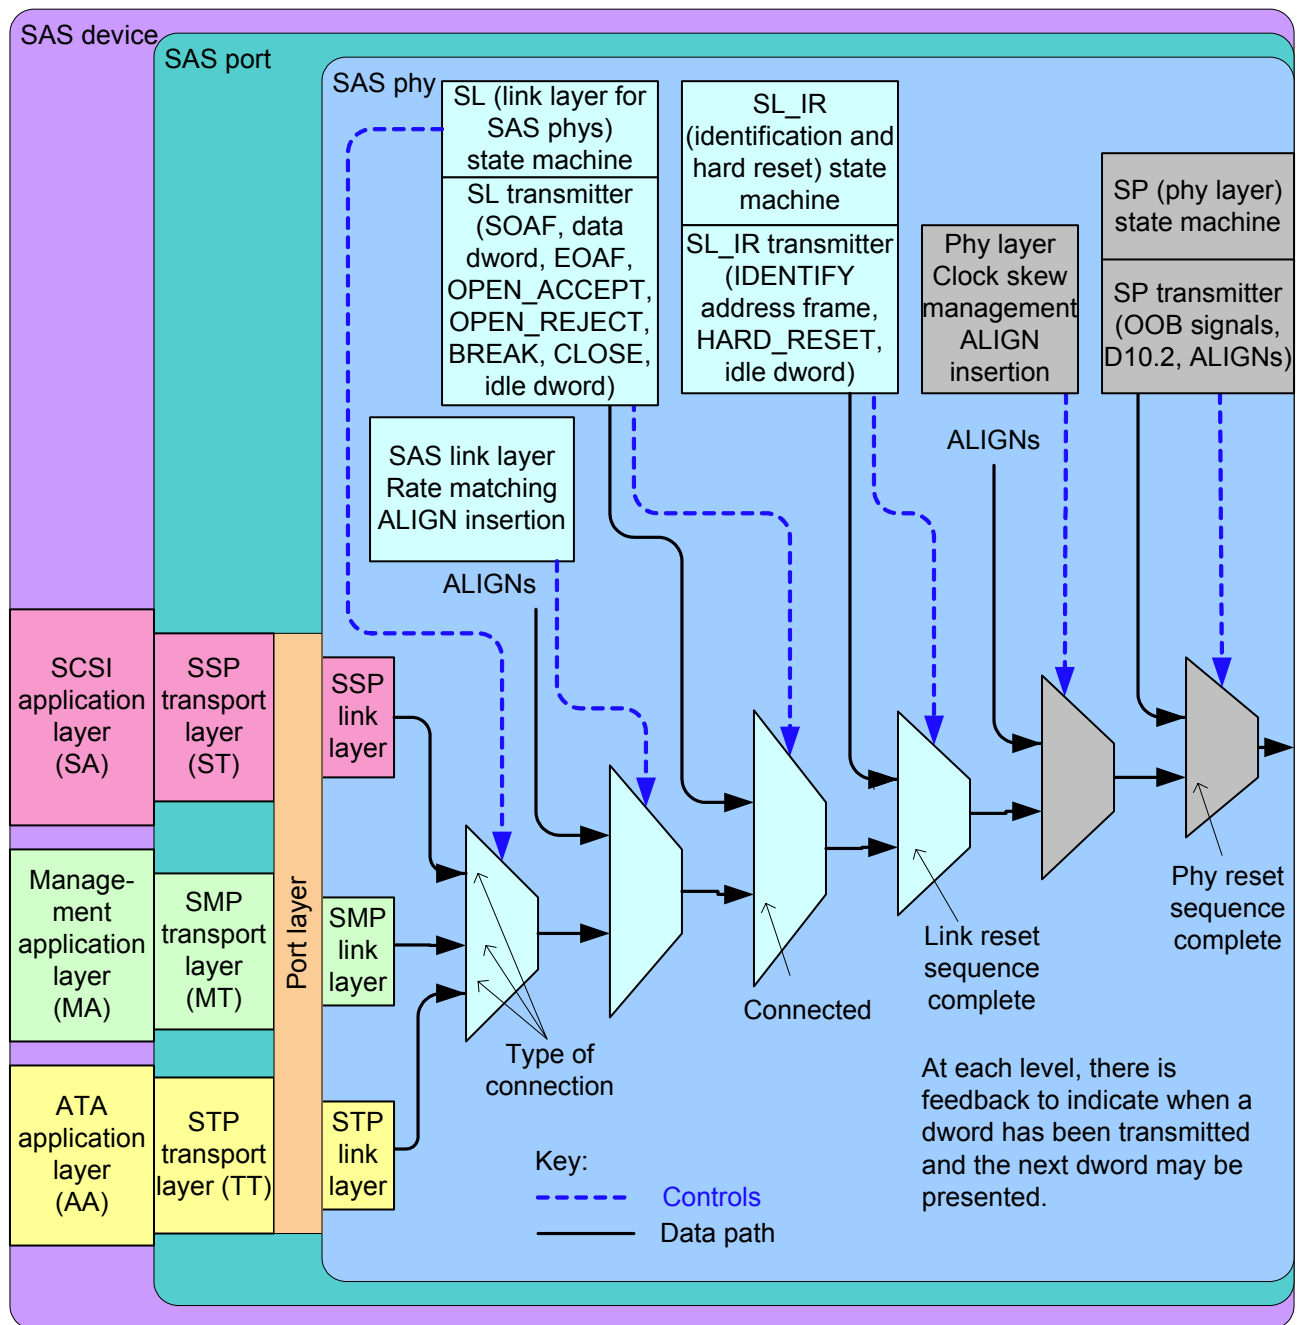 SAS device
SAS port
SAS phy
SL (link layer for
SAS phys)
state machine
SL transmitter
(SOAF, data
dword, EOAF,
OPEN_ACCEPT,
OPEN_REJECT,
BREAK, CLOSE,
idle dword)
SL_IR
(identification and
hard reset) state
machine
SL_IR transmitter
(IDENTIFY
address frame,
HARD_RESET,
idle dword)
Phy layer
Clock skew
management
ALIGN
insertion
SP (phy layer)
state machine
SP transmitter
(OOB signals,
D10.2, ALIGNs)
SAS link layer
Rate matching
ALIGN insertion
ALIGNs
ALIGNs
SCSI
application
layer
(SA)
SSP
transport
layer
(ST)
SSP
link
layer
Manage-
ment
application
layer
(MA)
SMP
transport
layer
(MT)
Port layer
SMP
link
layer
ATA
application
layer
(AA)
STP
transport
layer (TT)
STP
link
layer
Type of
connection
Connected
Link reset
sequence
complete
Phy reset
sequence
complete
At each level, there is
feedback to indicate when a
dword has been transmitted
and the next dword may be
presented.
Key:
Controls
Data path